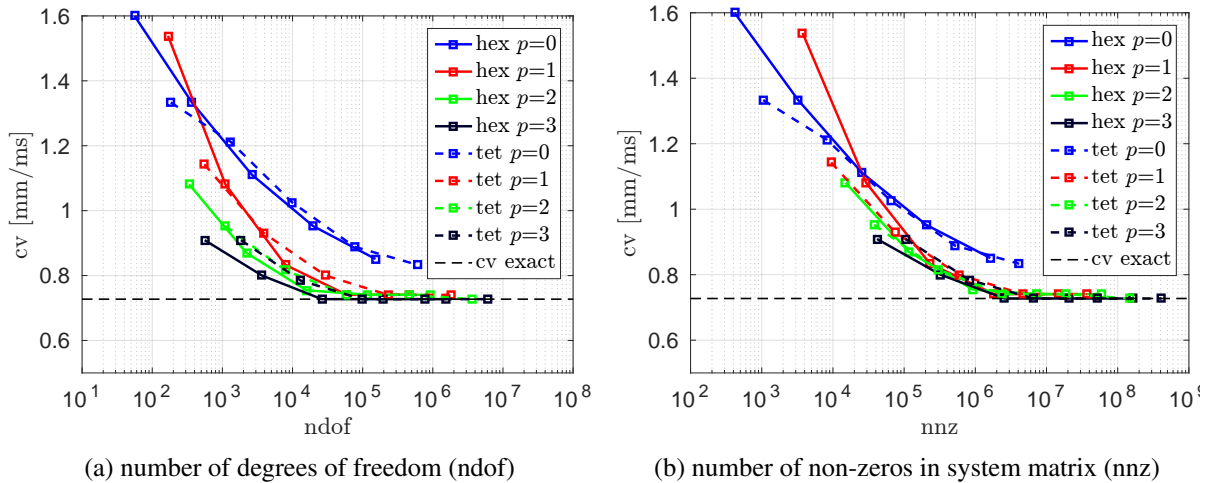 1.6
1.4
1.2
1
0.8
0.6
cv [mm/ms]
hex p=0
hex p=1
hex p=2
hex p=3
tet p=0
tet p=1
tet p=2
tet p=3
cv exact
10^1 10^2 10^3 10^4 10^5 10^6 10^7 10^8
ndof
(a) number of degrees of freedom (ndof)
1.6
1.4
1.2
1
0.8
0.6
cv [mm/ms]
hex p=0
hex p=1
hex p=2
hex p=3
tet p=0
tet p=1
tet p=2
tet p=3
cv exact
10^2 10^3 10^4 10^5 10^6 10^7 10^8 10^9
nnz
(b) number of non-zeros in system matrix (nnz)